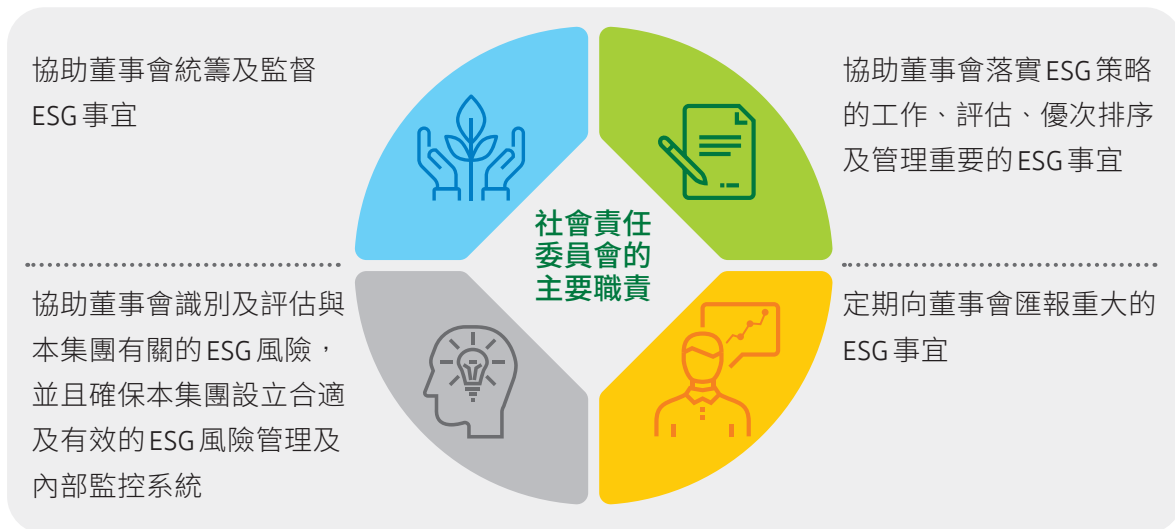 協助董事會統籌及監督
ESG事宜
協助董事會落實ESG策略
的工作、評估、優次排序
及管理重要的ESG事宜
社會責任
委員會的
主要職責
協助董事會識別及評估與
本集團有關的ESG風險，
並且確保本集團設立合適
及有效的ESG風險管理及
內部監控系統
定期向董事會匯報重大的
ESG事宜